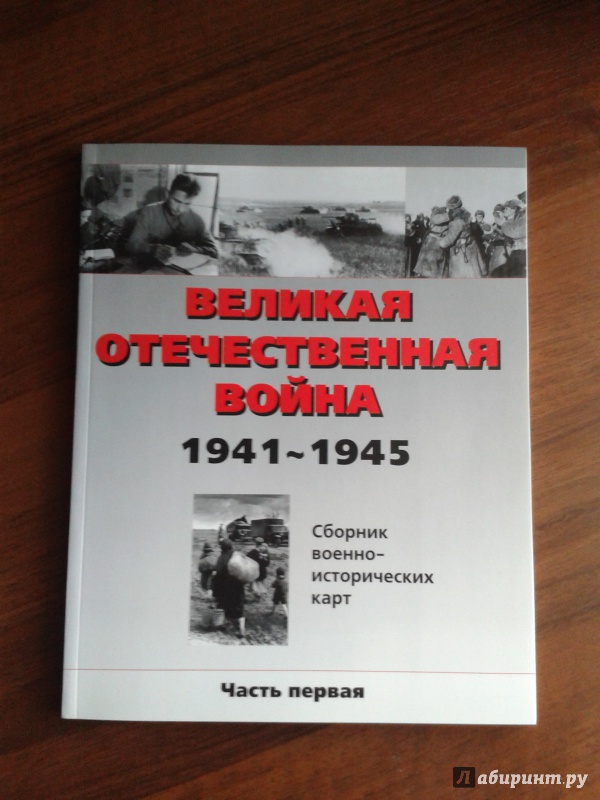 ВЕЛИКАЯ
ОТЕЧЕСТВЕННАЯ
ВОЙНА
1941~1945
Сборник
военно-
исторических
карт
Часть первая
Лабиринт.ру